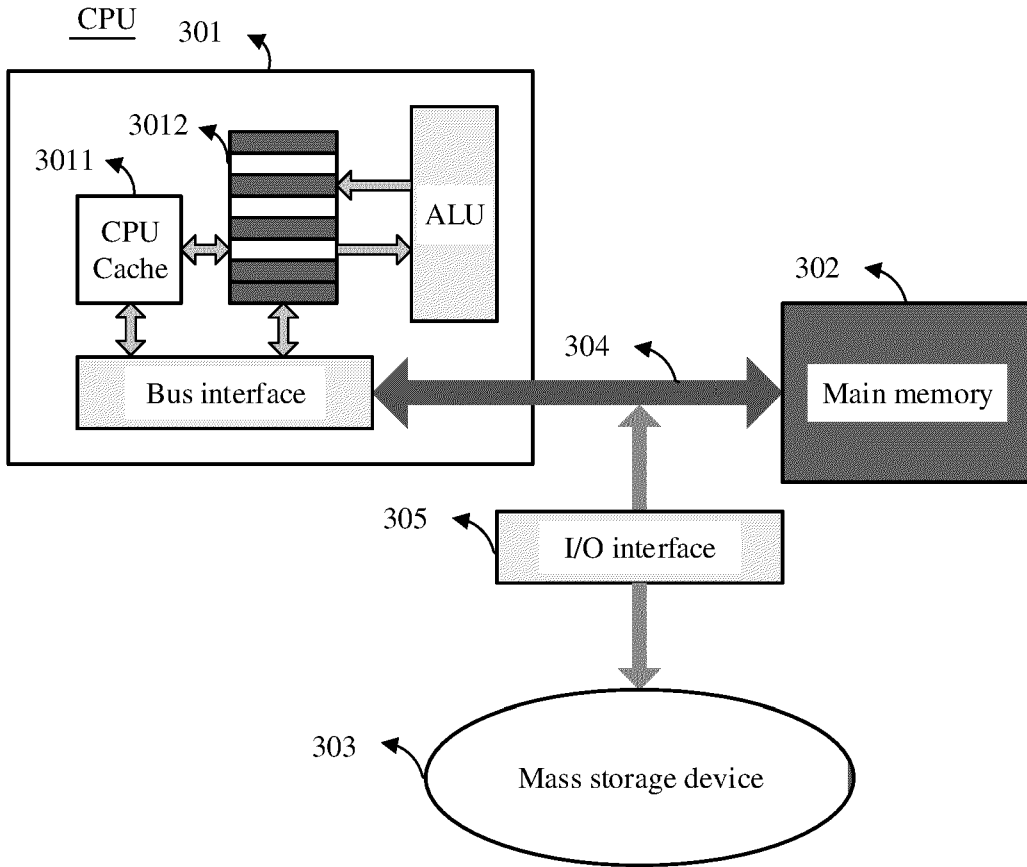 CPU
301
3012
3011
CPU
Cache
ALU
302
304
Bus interface
Main memory
305
I/O interface
303
Mass storage device